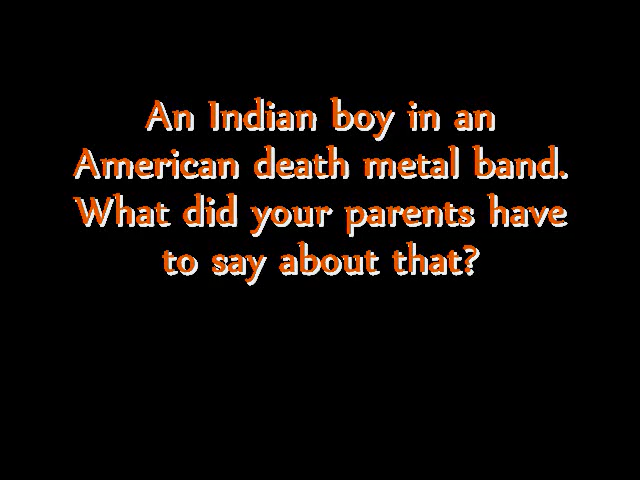 An Indian boy in an
American death metal band.
What did your parents have
to say about that?